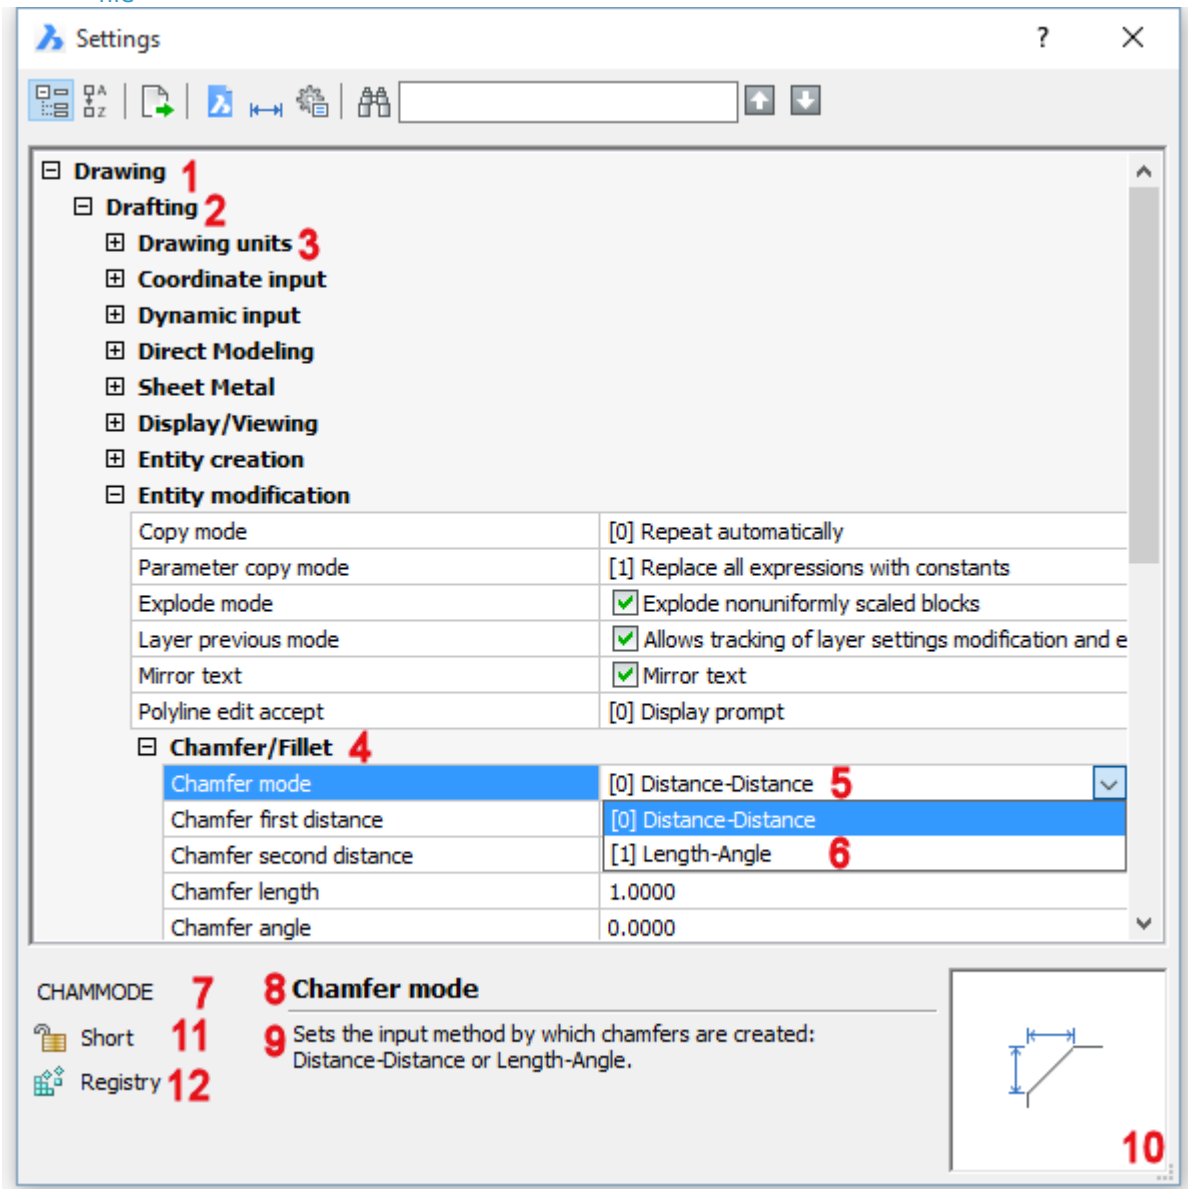 Settings ?
A
Z
Drawing 1
Drafting 2
Drawing units 3
Coordinate input
Dynamic input
Direct Modeling
Sheet Metal
Display/Viewing
Entity creation
Entity modification
Copy mode [0] Repeat automatically
Parameter copy mode [1] Replace all expressions with constants
Explode mode Explode nonuniformly scaled blocks
Layer previous mode Allows tracking of layer settings modification and e
Mirror text Mirror text
Polyline edit accept [0] Display prompt
Chamfer/Fillet 4
Chamfer mode [0] Distance-Distance 5
Chamfer first distance [0] Distance-Distance
Chamfer second distance [1] Length-Angle 6
Chamfer length 1.0000
Chamfer angle 0.0000
CHAMMODE 7 8 Chamfer mode
Short 11 9 Sets the input method by which chamfers are created:
Distance-Distance or Length-Angle.
Registry 12
10